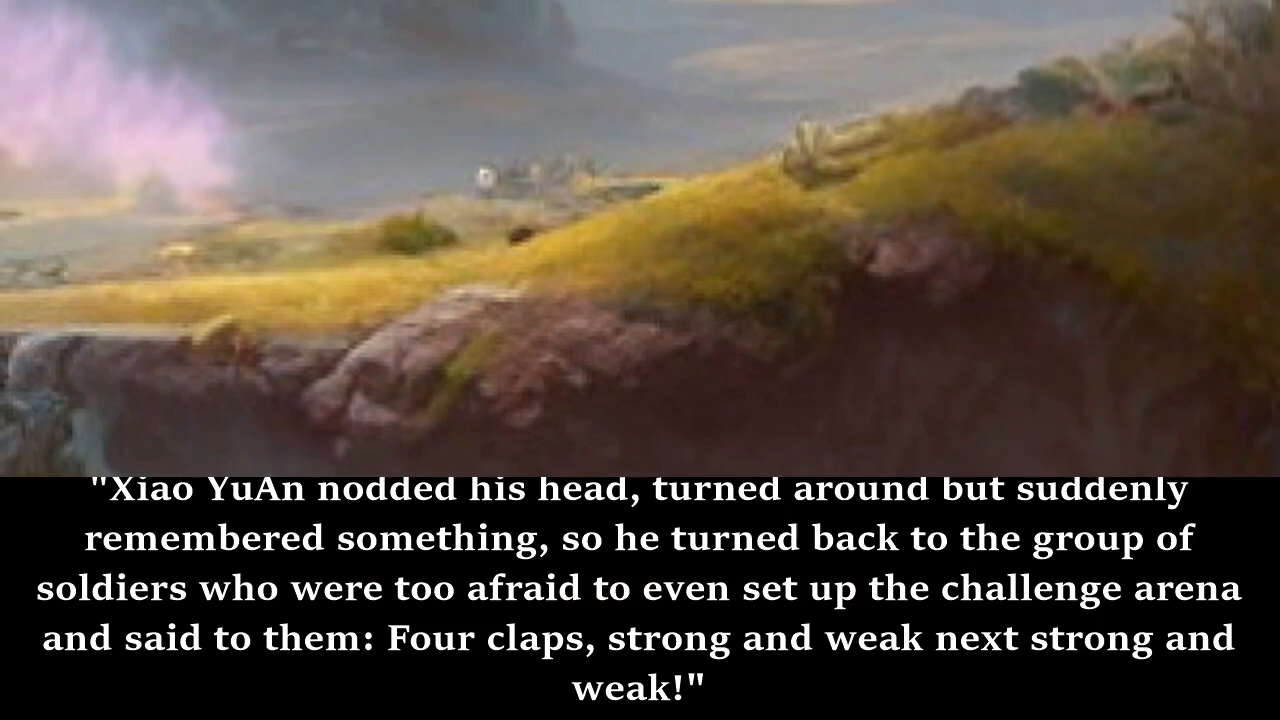 "Xiao YuAn nodded his head, turned around but suddenly
remembered something, so he turned back to the group of
soldiers who were too afraid to even set up the challenge arena
and said to them: Four claps, strong and weak next strong and
weak!"